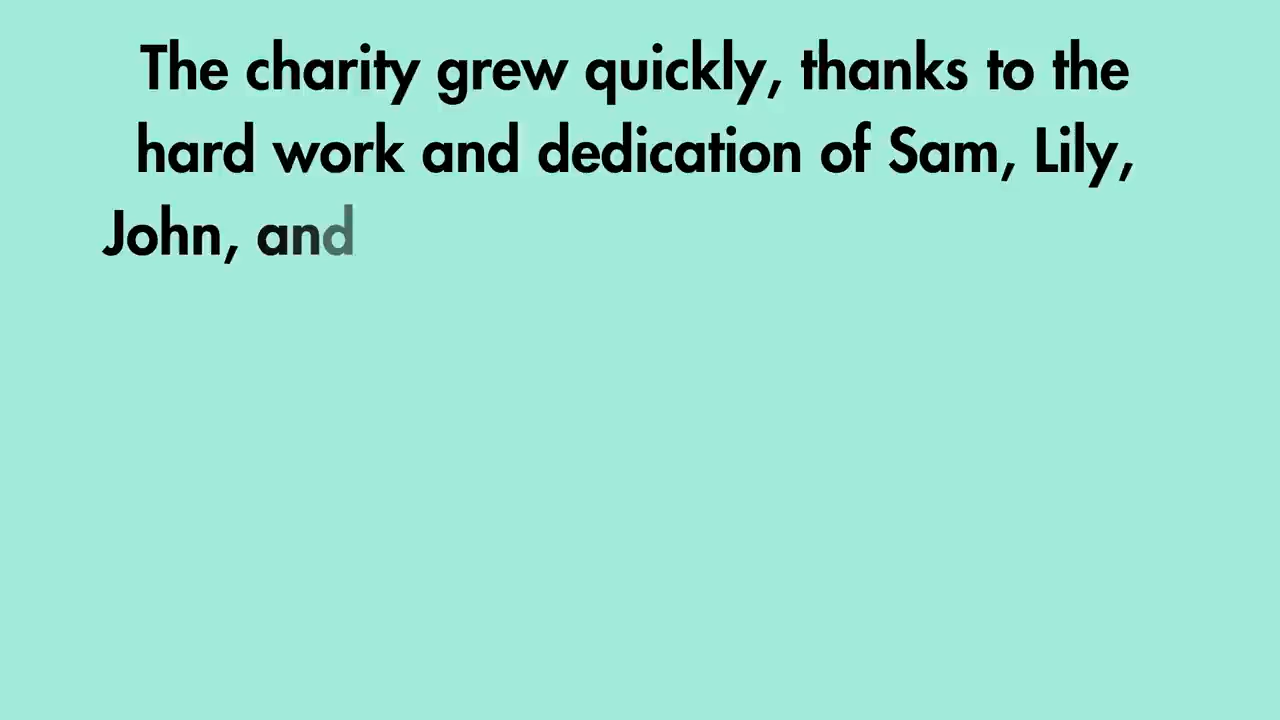 The charity grew quickly, thanks to the
hard work and dedication of Sam, Lily,
John, and